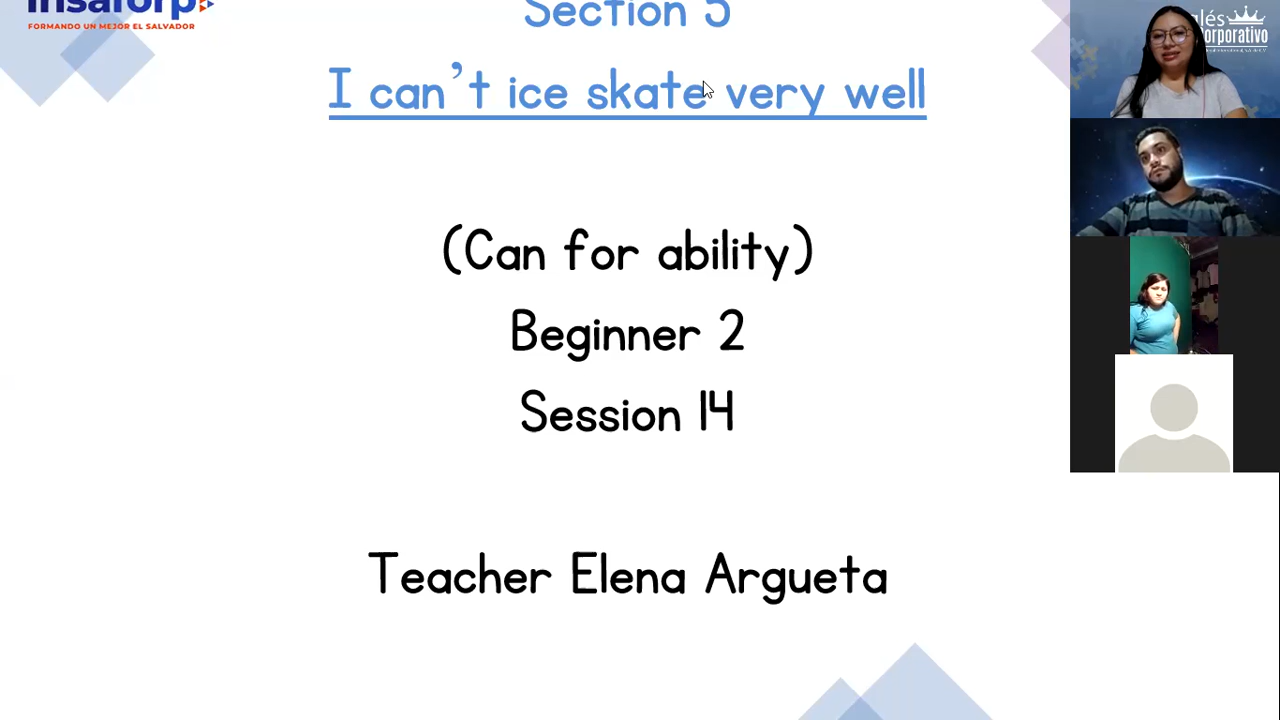 Insaforp
FORMANDO UN MEJOR EL SALVADOR
Section 5
I can't ice skate very well
(Can for ability)
Beginner 2
Session 14
Teacher Elena Argueta